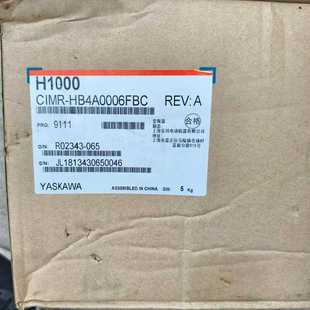 H1000
CIMR-HB4A0006FBC REV: A
PRG: 9111
合格
O/N: R02343-065
S/N: JL1813430650046
YASKAWA
ASSEMBLED IN CHINA
5 Kg